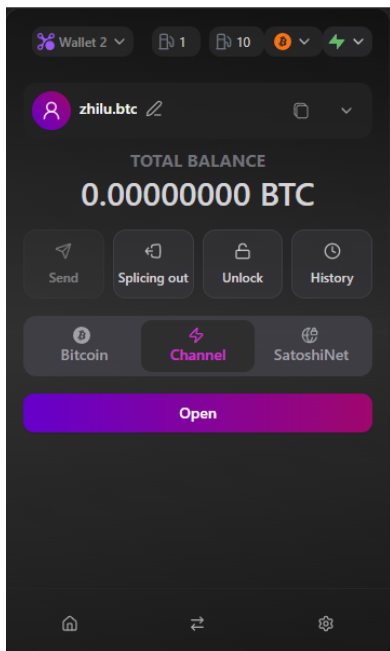 Wallet 2 1 10
zhilu.btc
TOTAL BALANCE
0.00000000 BTC
Send Splicing out Unlock History
Bitcoin Channel SatoshiNet
Open